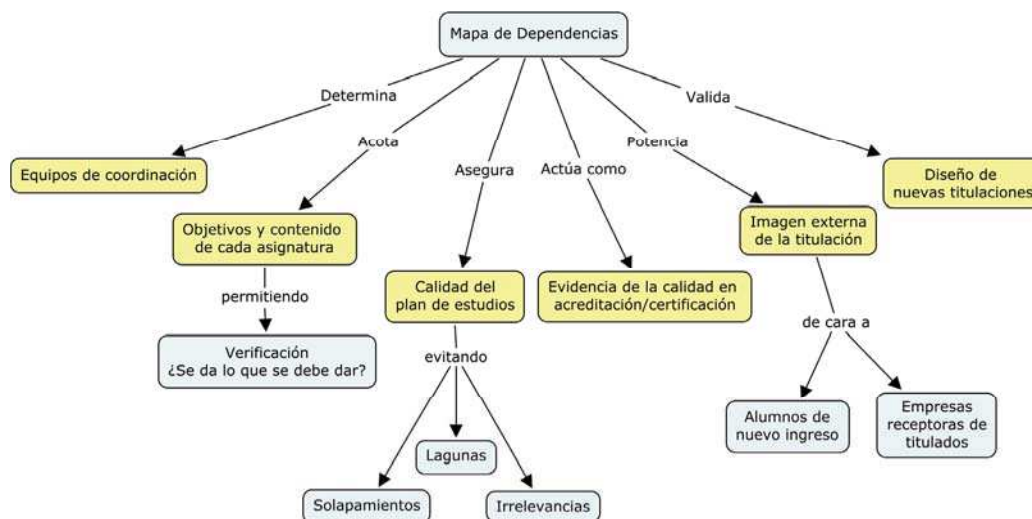 Mapa de Dependencias
Determina
Valida
Acota
Potencia
Asegura
Actúa como
Equipos de coordinación
Diseño de
nuevas titulaciones
Objetivos y contenido
de cada asignatura
Imagen externa
de la titulación
Calidad del
plan de estudios
Evidencia de la calidad en
acreditación/certificación
permitiendo
de cara a
Verificación
¿Se da lo que se debe dar?
evitando
Alumnos de
nuevo ingreso
Empresas
receptoras de
titulados
Lagunas
Solapamientos
Irrelevancias